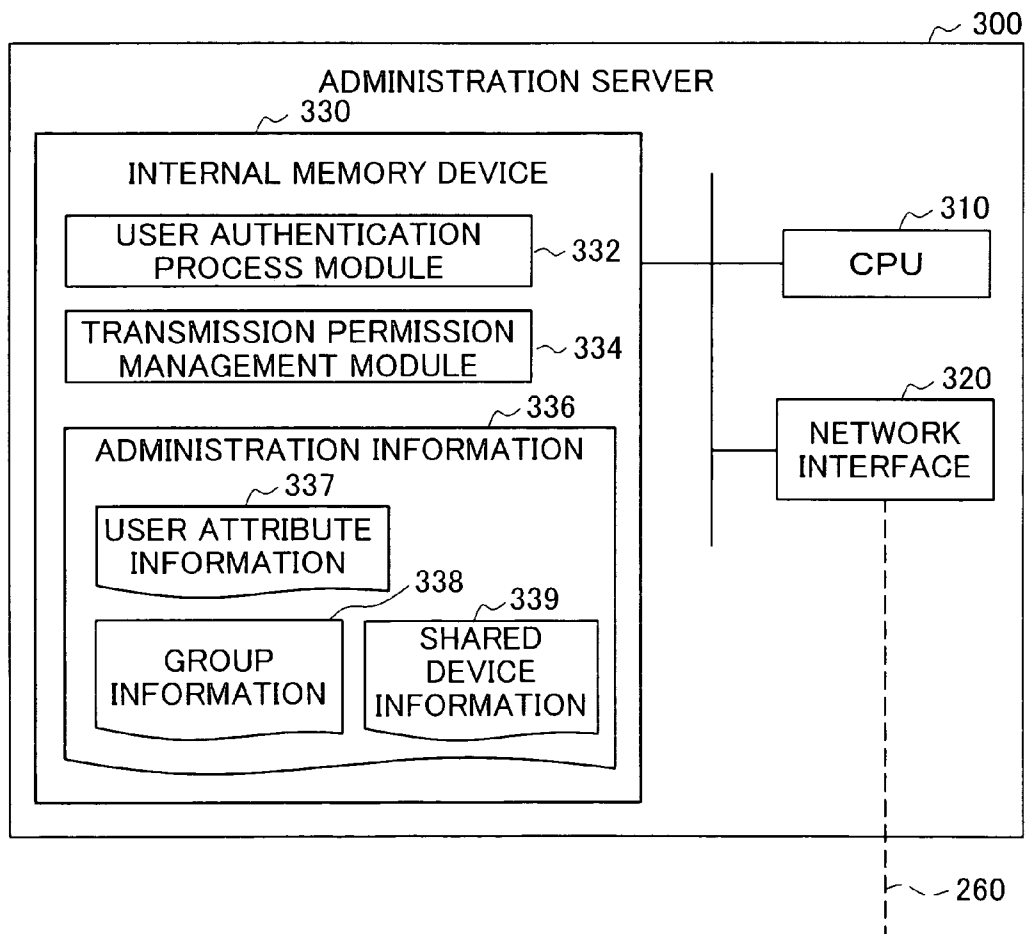 300
ADMINISTRATION SERVER
330
INTERNAL MEMORY DEVICE
USER AUTHENTICATION
PROCESS MODULE
332
TRANSMISSION PERMISSION
MANAGEMENT MODULE
334
336
ADMINISTRATION INFORMATION
337
USER ATTRIBUTE
INFORMATION
338
GROUP
INFORMATION
339
SHARED
DEVICE
INFORMATION
310
CPU
320
NETWORK
INTERFACE
260